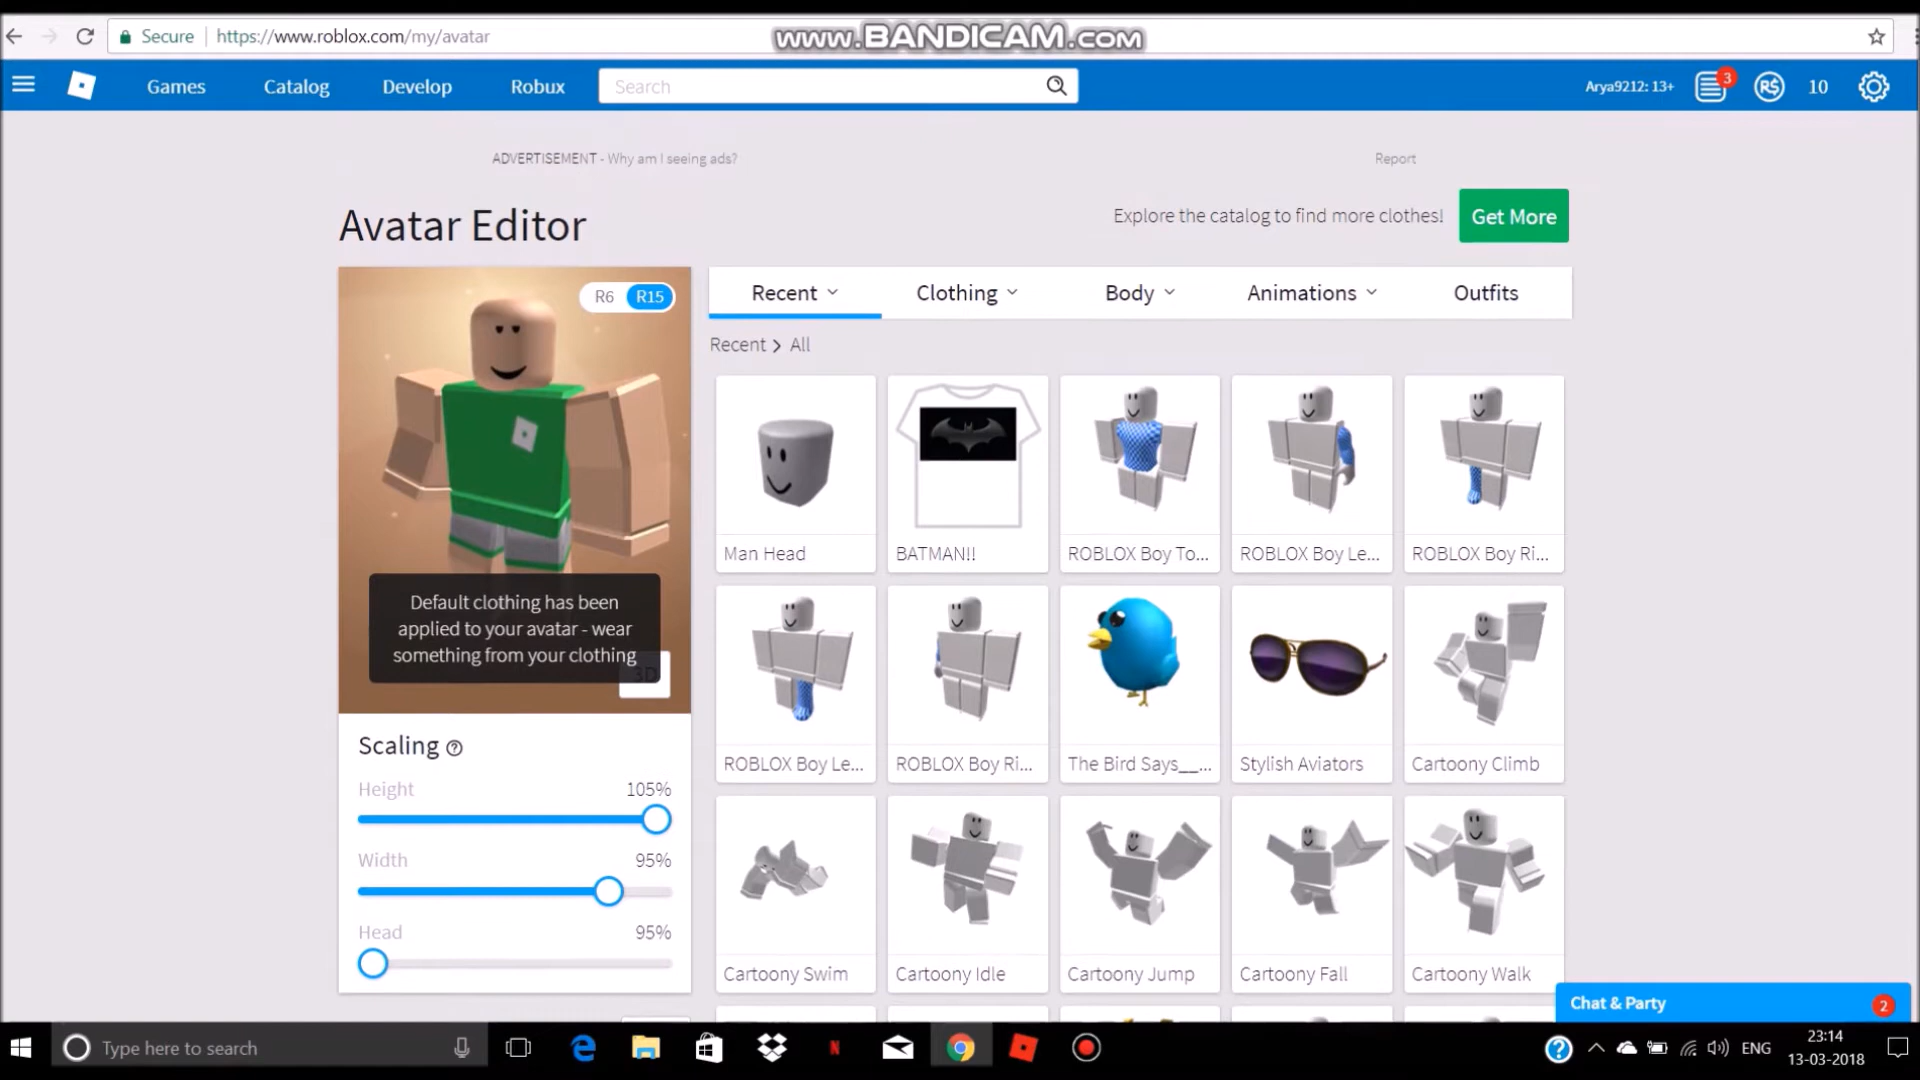 Secure
https://www.roblox.com/my/avatar
www.BANDICAM.com
Games
Catalog
Develop
Robux
Search
Arya9212: 13+
3
R$
10
ADVERTISEMENT - Why am I seeing ads?
Report
Avatar Editor
Explore the catalog to find more clothes!
Get More
R6
R15
Recent
Clothing
Body
Animations
Outfits
Recent > All
Man Head
BATMAN!!
ROBLOX Boy To...
ROBLOX Boy Le...
ROBLOX Boy Ri...
Default clothing has been
applied to your avatar - wear
something from your clothing
3D
ROBLOX Boy Le...
ROBLOX Boy Ri...
The Bird Says__...
Stylish Aviators
Cartoony Climb
Scaling
Height
105%
Width
95%
Head
95%
Cartoony Swim
Cartoony Idle
Cartoony Jump
Cartoony Fall
Cartoony Walk
Chat & Party
2
Type here to search
ENG
23:14
13-03-2018